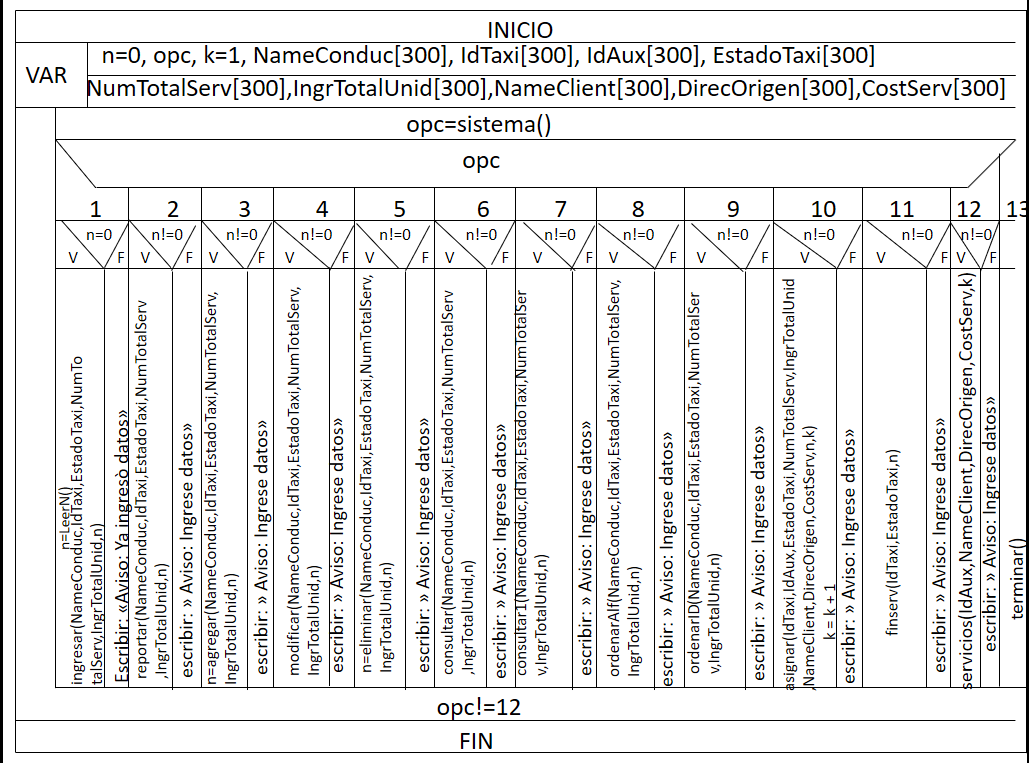 INICIO
VAR
n=0, opc, k=1, NameConduc[300], IdTaxi[300], IdAux[300], EstadoTaxi[300]
NumTotalServ[300],IngrTotalUnid[300],NameClient[300],DirecOrigen[300],CostServ[300]
opc=sistema()
opc
1 2 3 4 5 6 7 8 9 10 11 12 13
n=0 n!=0 n!=0 n!=0 n!=0 n!=0 n!=0 n!=0 n!=0 n!=0 n!=0 n!=0
V F V F V F V F V F V F V F V F V F V F V F V F
n=LeerN()
ingresar(NameConduc,IdTaxi,EstadoTaxi,NumTo
talServ,IngrTotalUnid,n)
Escribir: «Aviso: Ya ingresò datos»
reportar(NameConduc,IdTaxi,EstadoTaxi,NumTotalServ
,IngrTotalUnid,n)
escribir: » Aviso: Ingrese datos»
n=agregar(NameConduc,IdTaxi,EstadoTaxi,NumTotalServ,
IngrTotalUnid,n)
escribir: » Aviso: Ingrese datos»
modificar(NameConduc,IdTaxi,EstadoTaxi,NumTotalServ,
IngrTotalUnid,n)
escribir: » Aviso: Ingrese datos»
n=eliminar(NameConduc,IdTaxi,EstadoTaxi,NumTotalServ,
IngrTotalUnid,n)
escribir: » Aviso: Ingrese datos»
consultar(NameConduc,IdTaxi,EstadoTaxi,NumTotalServ
,IngrTotalUnid,n)
escribir: » Aviso: Ingrese datos»
consultar1(NameConduc,IdTaxi,EstadoTaxi,NumTotalSer
v,IngrTotalUnid,n)
escribir: » Aviso: Ingrese datos»
ordenarAlf(NameConduc,IdTaxi,EstadoTaxi,NumTotalServ,
IngrTotalUnid,n)
escribir: » Aviso: Ingrese datos»
ordenarID(NameConduc,IdTaxi,EstadoTaxi,NumTotalSer
v,IngrTotalUnid,n)
escribir: » Aviso: Ingrese datos»
asignar(IdTaxi,IdAux,EstadoTaxi,NumTotalServ,IngrTotalUnid
,NameClient,DirecOrigen,CostServ,n,k)
k = k + 1
escribir: » Aviso: Ingrese datos»
finserv(IdTaxi,EstadoTaxi,n)
escribir: » Aviso: Ingrese datos»
servicios(IdAux,NameClient,DirecOrigen,CostServ,k)
escribir: » Aviso: Ingrese datos»
terminar()
opc!=12
FIN